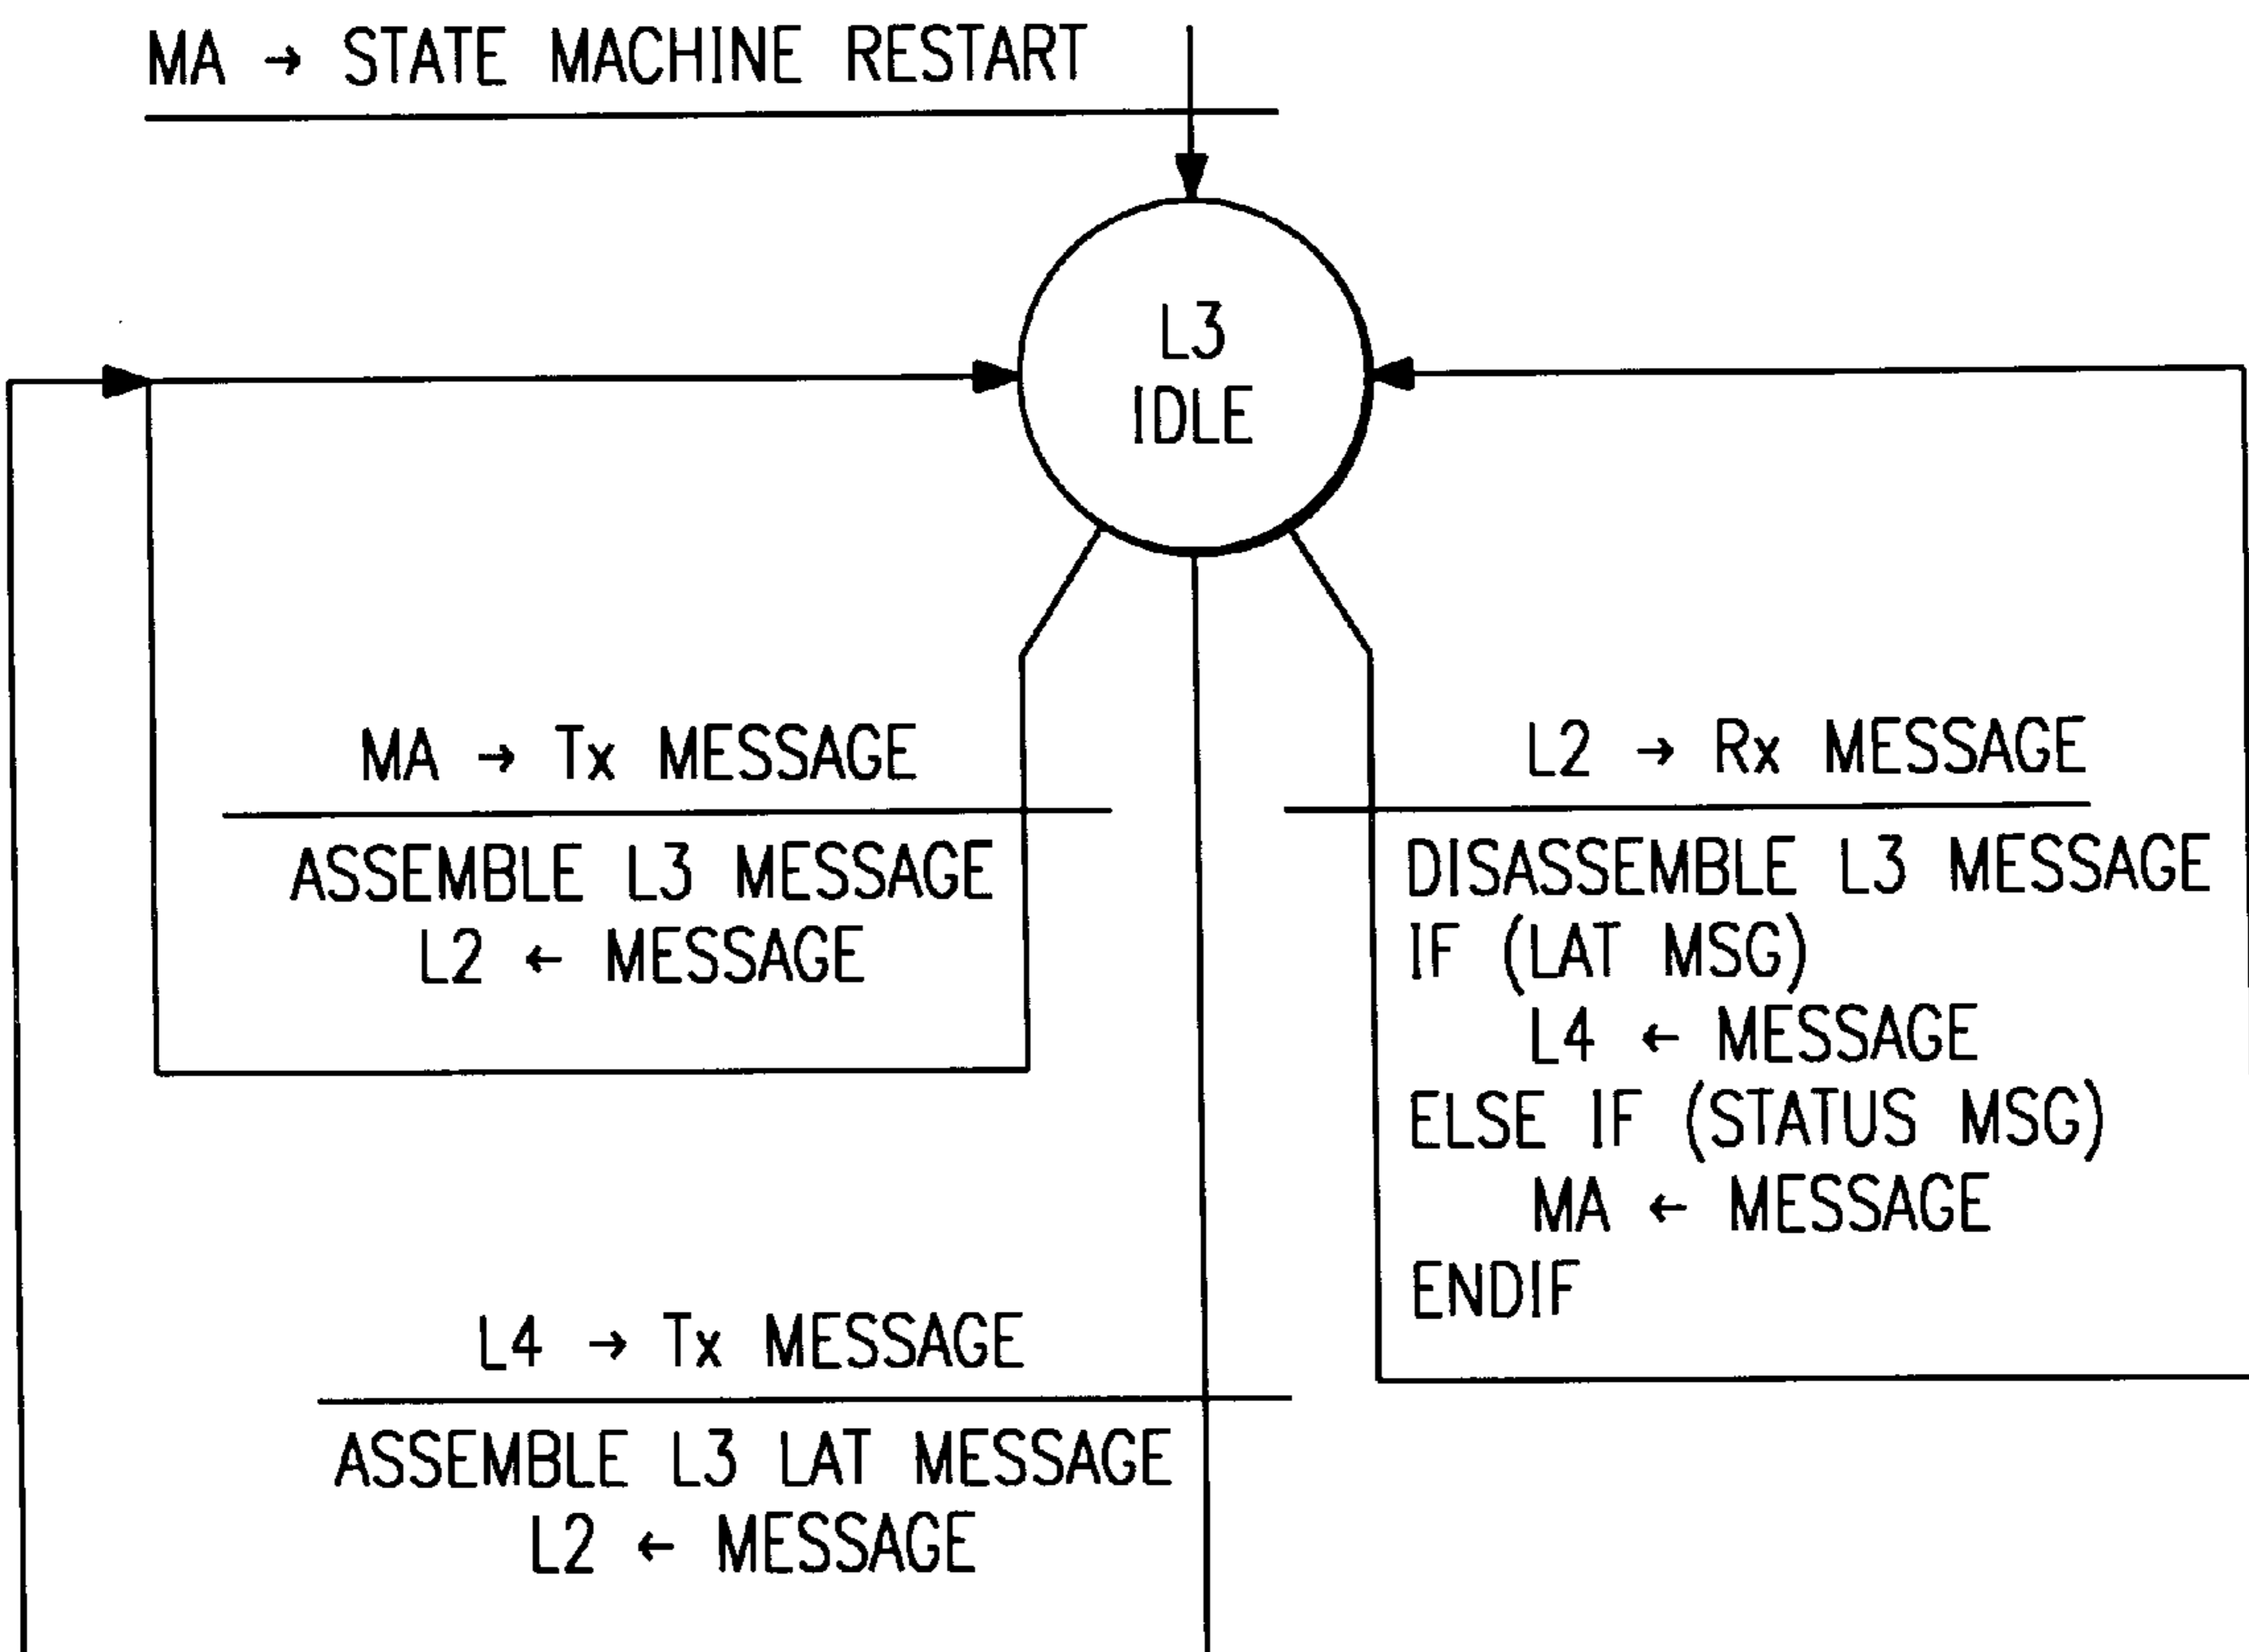 MA → STATE MACHINE RESTART
L3
IDLE
MA → Tx MESSAGE
ASSEMBLE L3 MESSAGE
L2 ← MESSAGE
L2 → Rx MESSAGE
DISASSEMBLE L3 MESSAGE
IF (LAT MSG)
L4 ← MESSAGE
ELSE IF (STATUS MSG)
MA ← MESSAGE
ENDIF
L4 → Tx MESSAGE
ASSEMBLE L3 LAT MESSAGE
L2 ← MESSAGE